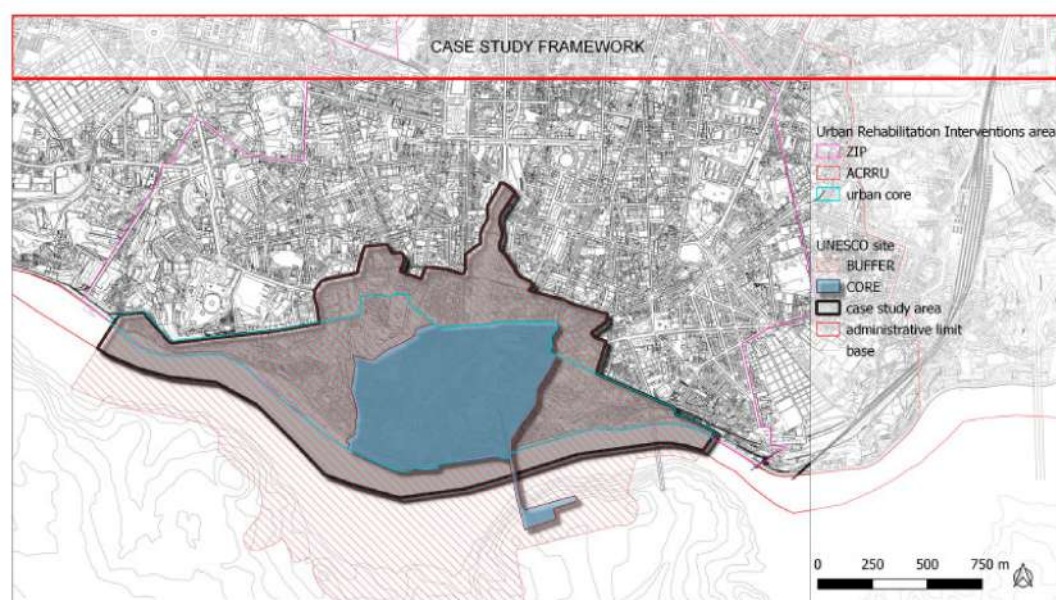 CASE STUDY FRAMEWORK
Urban Rehabilitation Interventions area
ZIP
ACRRU
urban core
UNESCO site
BUFFER
CORE
case study area
administrative limit
base
0 250 500 750 m